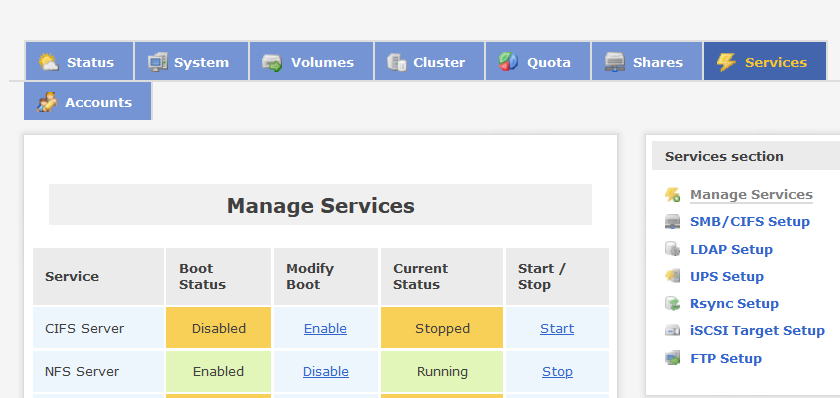 Status System Volumes Cluster Quota Shares Services
Accounts
Manage Services
Service Boot Status Modify Boot Current Status Start / Stop
CIFS Server Disabled Enable Stopped Start
NFS Server Enabled Disable Running Stop
Services section
Manage Services
SMB/CIFS Setup
LDAP Setup
UPS Setup
Rsync Setup
iSCSI Target Setup
FTP Setup